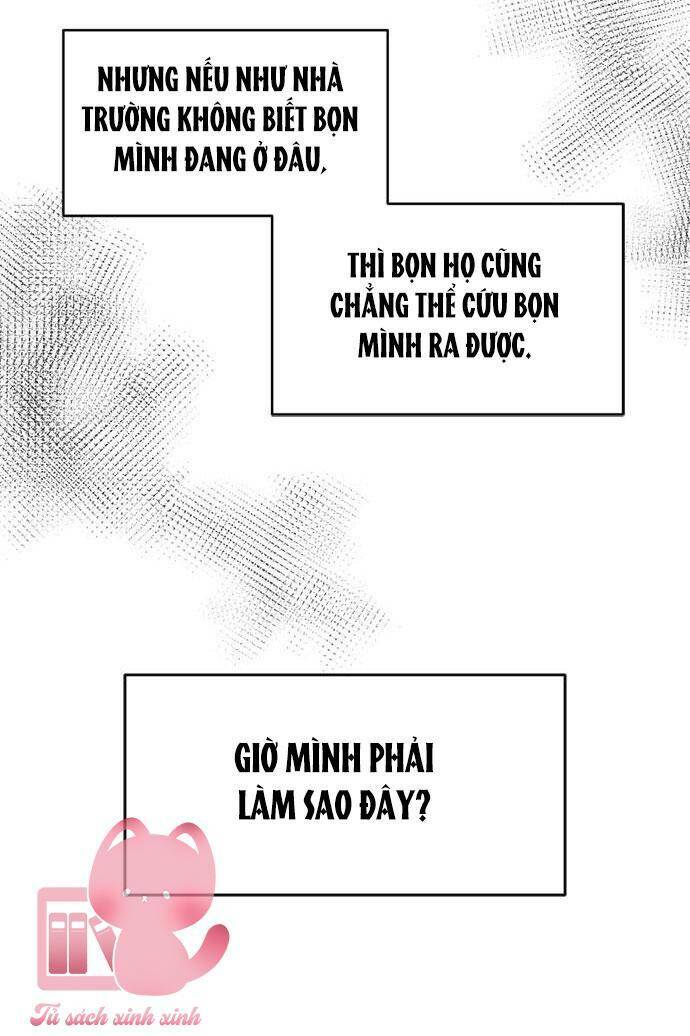 NHƯNG NẾU NHƯ NHÀ
TRƯỜNG KHÔNG BIẾT BỌN
MÌNH ĐANG Ở ĐÂU,
THÌ BỌN HỌ CŨNG
CHẲNG THỂ CỨU BỌN
MÌNH RA ĐƯỢC.
GIỜ MÌNH PHẢI
LÀM SAO ĐÂY?
Tủ sách xinh xinh